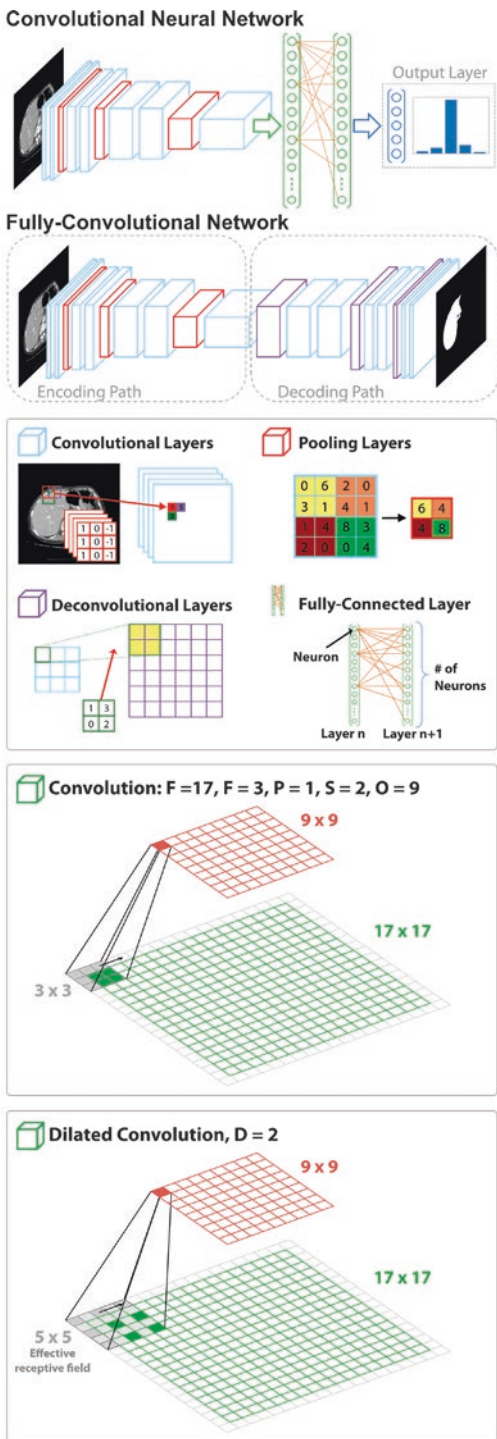 Convolutional Neural Network
Output Layer
Fully-Convolutional Network
Encoding Path
Decoding Path
Convolutional Layers
1 0 -1
1 0 -1
1 0 -1
Pooling Layers
0 6 2 0
3 1 4 1
1 4 8 3
2 0 0 4
6 4
4 8
Deconvolutional Layers
1 3
0 2
Fully-Connected Layer
Neuron
# of
Neurons
Layer n
Layer n+1
Convolution: F =17, F = 3, P = 1, S = 2, O = 9
9 x 9
17 x 17
3 x 3
Dilated Convolution, D = 2
9 x 9
17 x 17
5 x 5
Effective
receptive field